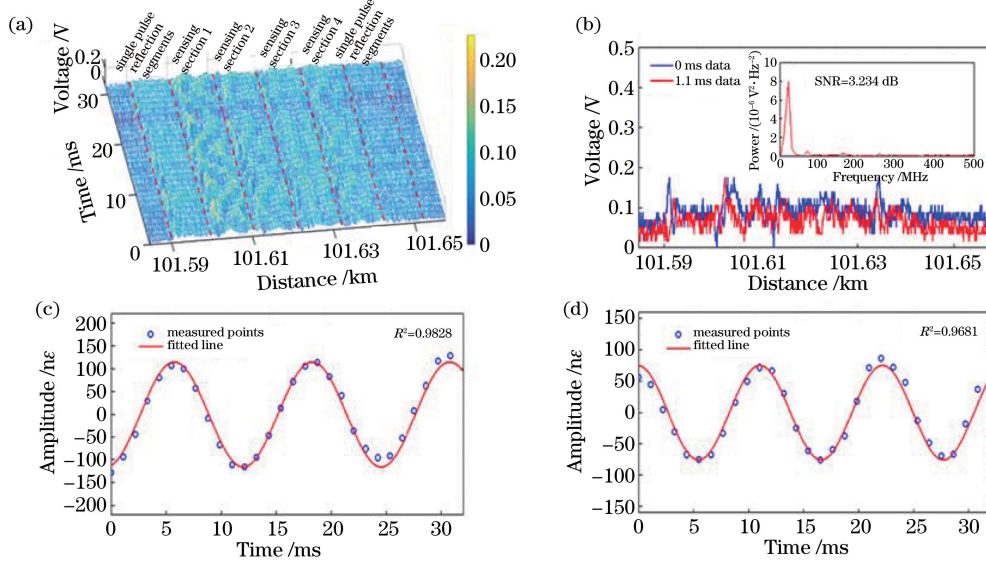 (a)
single pulse
reflection
segments
sensing
section 1
sensing
section 2
sensing
section 3
sensing
section 4
single pulse
reflection
segments
Voltage /V
0.2
0
30
20
10
0
Time /ms
101.59
101.61
101.63
101.65
Distance /km
0.20
0.15
0.10
0.05
0
(b)
0.5
0.4
0.3
0.2
0.1
0
Voltage /V
0 ms data
1.1 ms data
10
8
6
4
2
0
Power /(10⁻⁶ V²·Hz⁻²)
SNR=3.234 dB
0 100 200 300 400 500
Frequency /MHz
101.59 101.61 101.63 101.65
Distance /km
(c)
200
150
100
50
0
−50
−100
−150
−200
Amplitude /nε
measured points
fitted line
R²=0.9828
0 5 10 15 20 25 30
Time /ms
(d)
150
100
50
0
−50
−100
−150
Amplitude /nε
measured points
fitted line
R²=0.9681
0 5 10 15 20 25 30
Time /ms